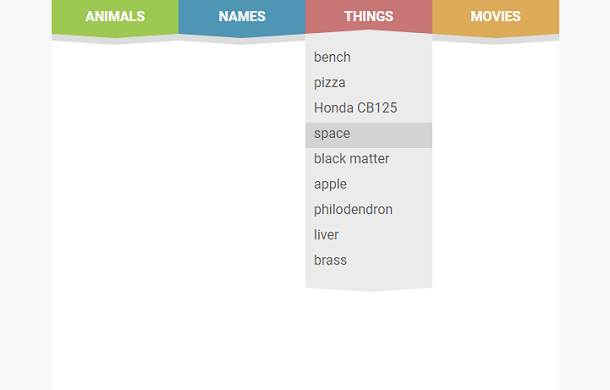 ANIMALS NAMES THINGS MOVIES
bench
pizza
Honda CB125
space
black matter
apple
philodendron
liver
brass